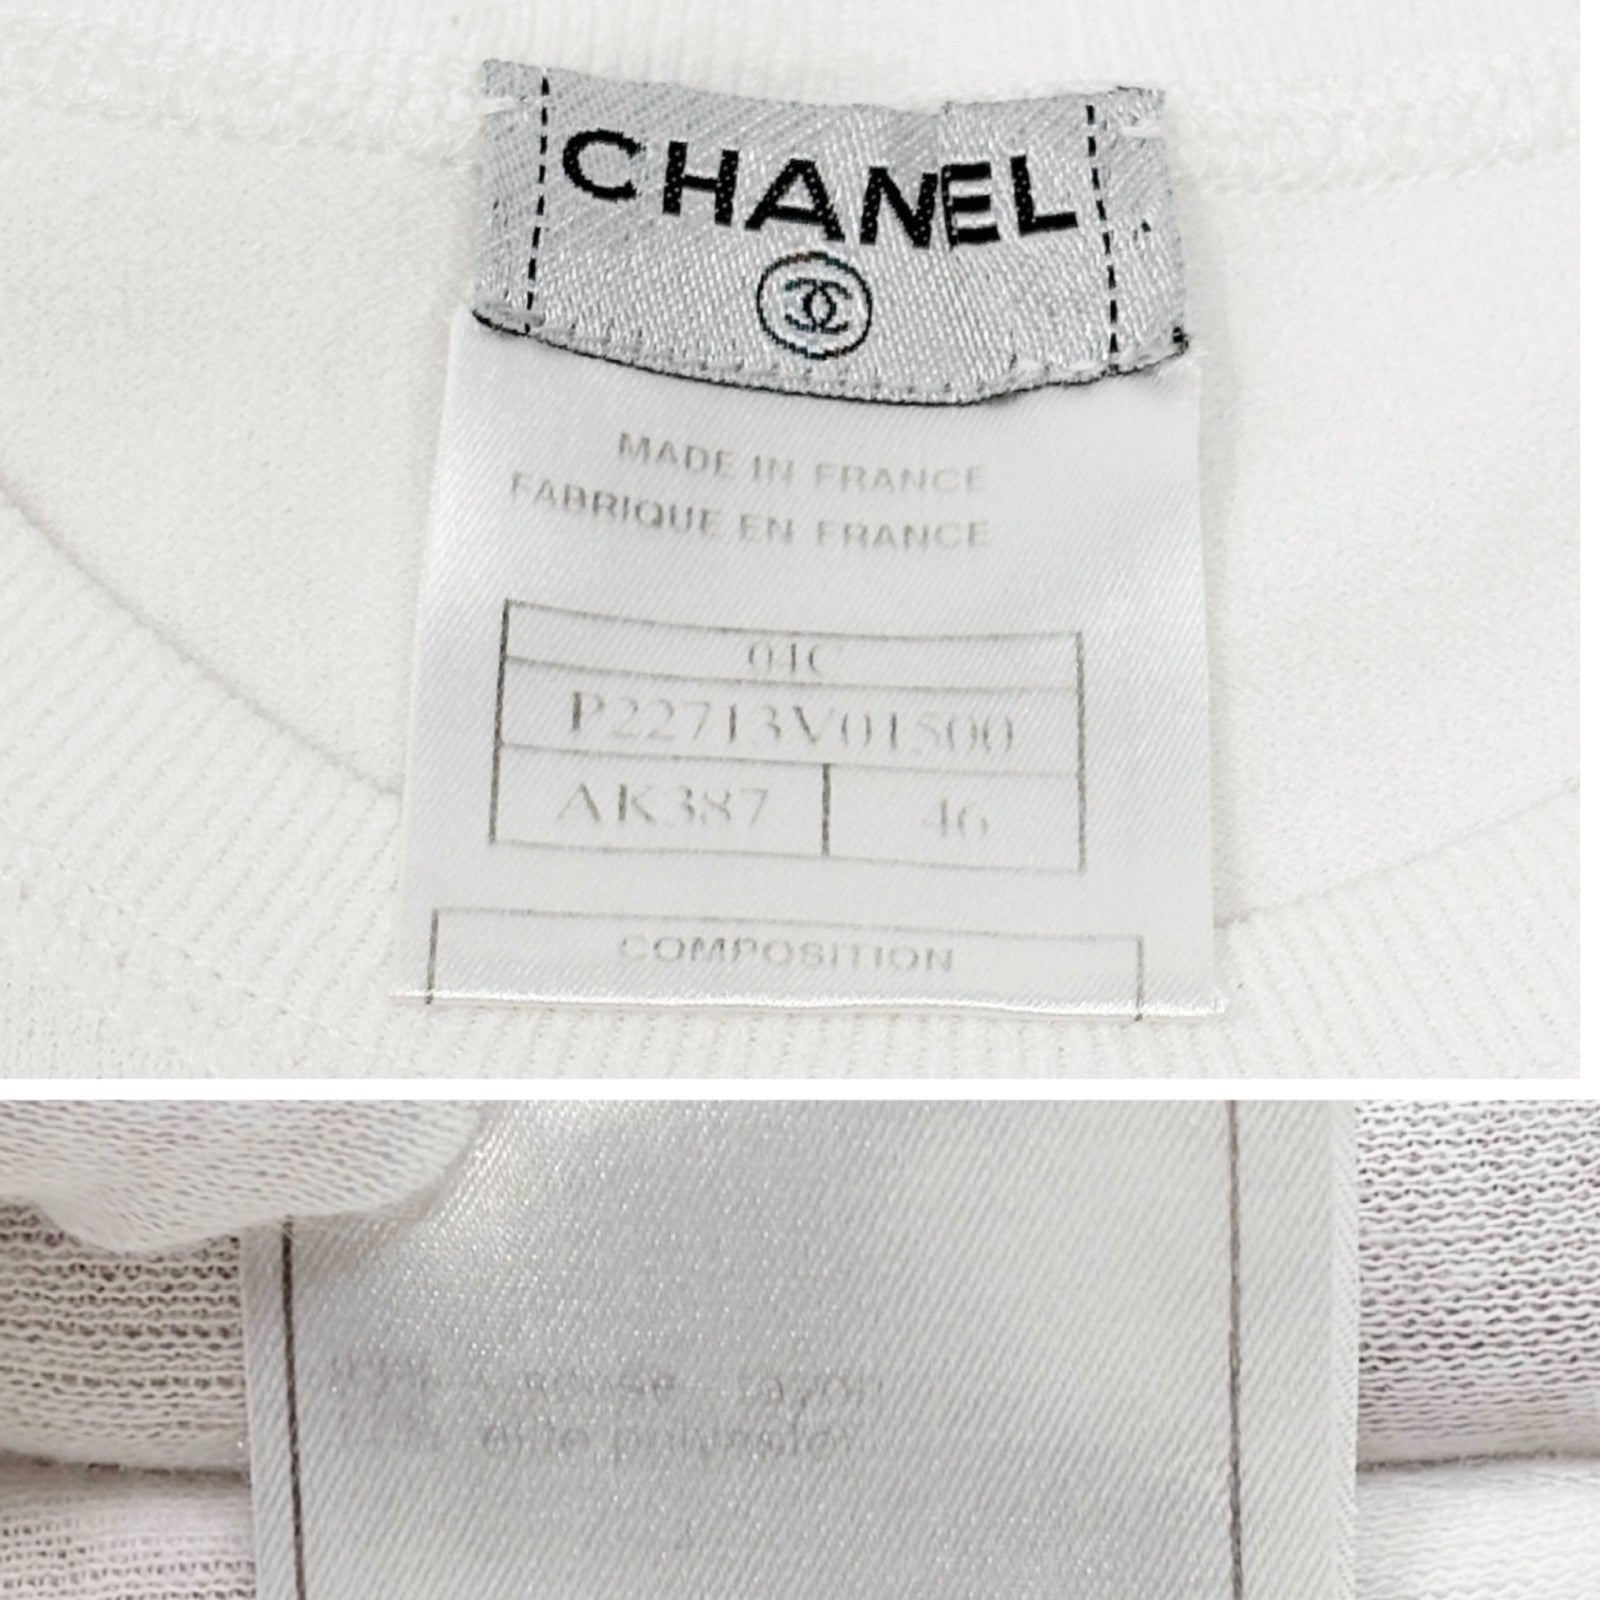 CHANEL
MADE IN FRANCE
FABRIQUE EN FRANCE
04C
P22713V01500
AK387 46
COMPOSITION